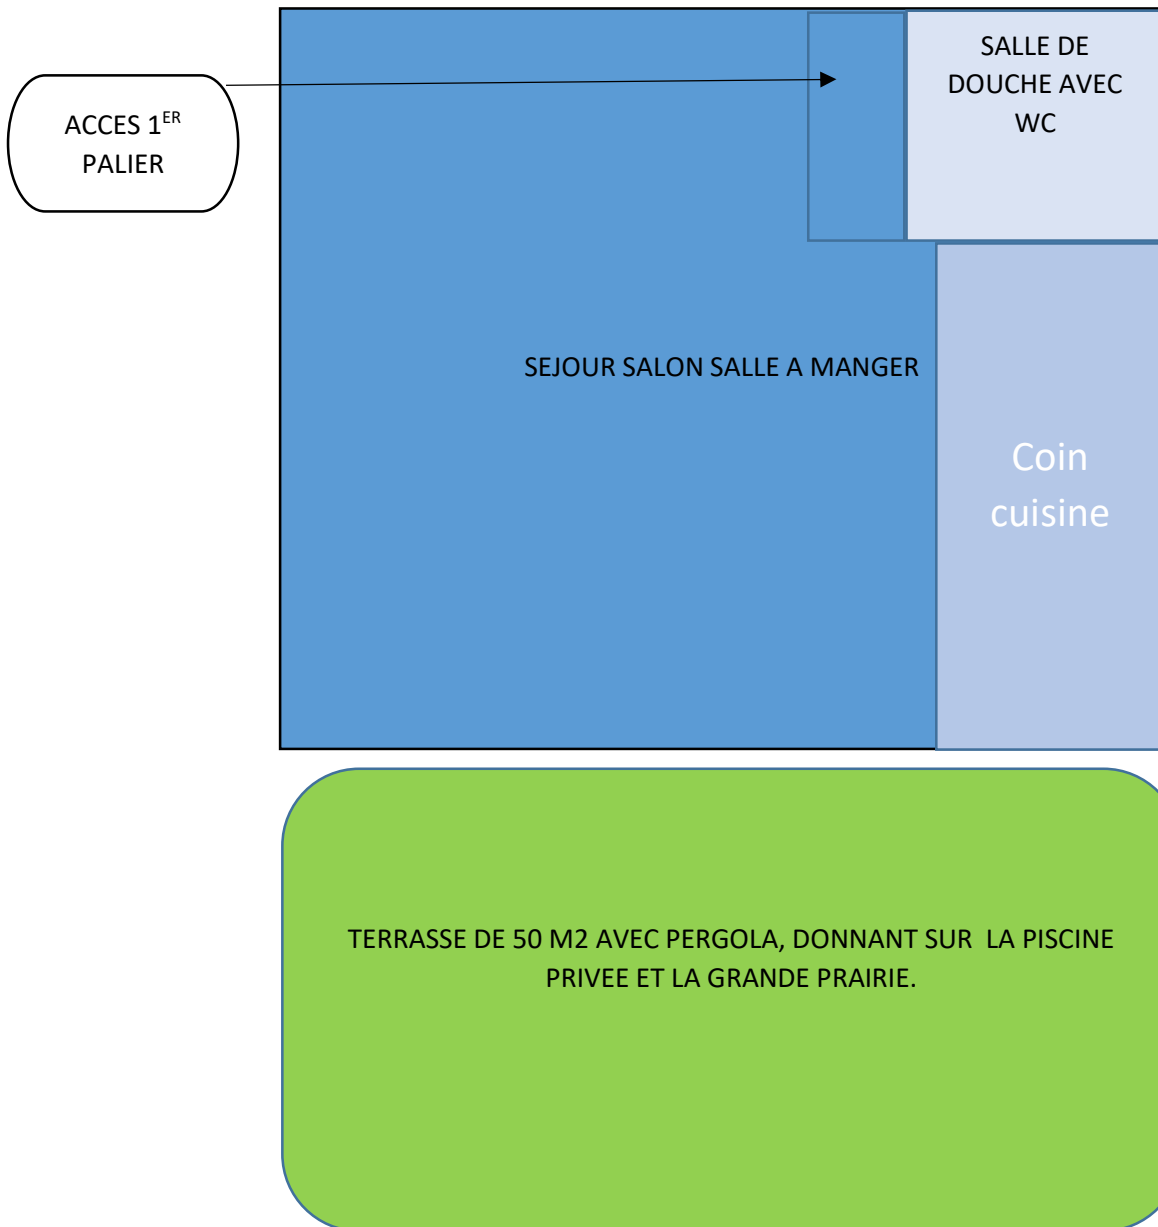 ACCES 1ER
PALIER
SALLE DE
DOUCHE AVEC
WC
SEJOUR SALON SALLE A MANGER
Coin
cuisine
TERRASSE DE 50 M2 AVEC PERGOLA, DONNANT SUR  LA PISCINE
PRIVEE ET LA GRANDE PRAIRIE.